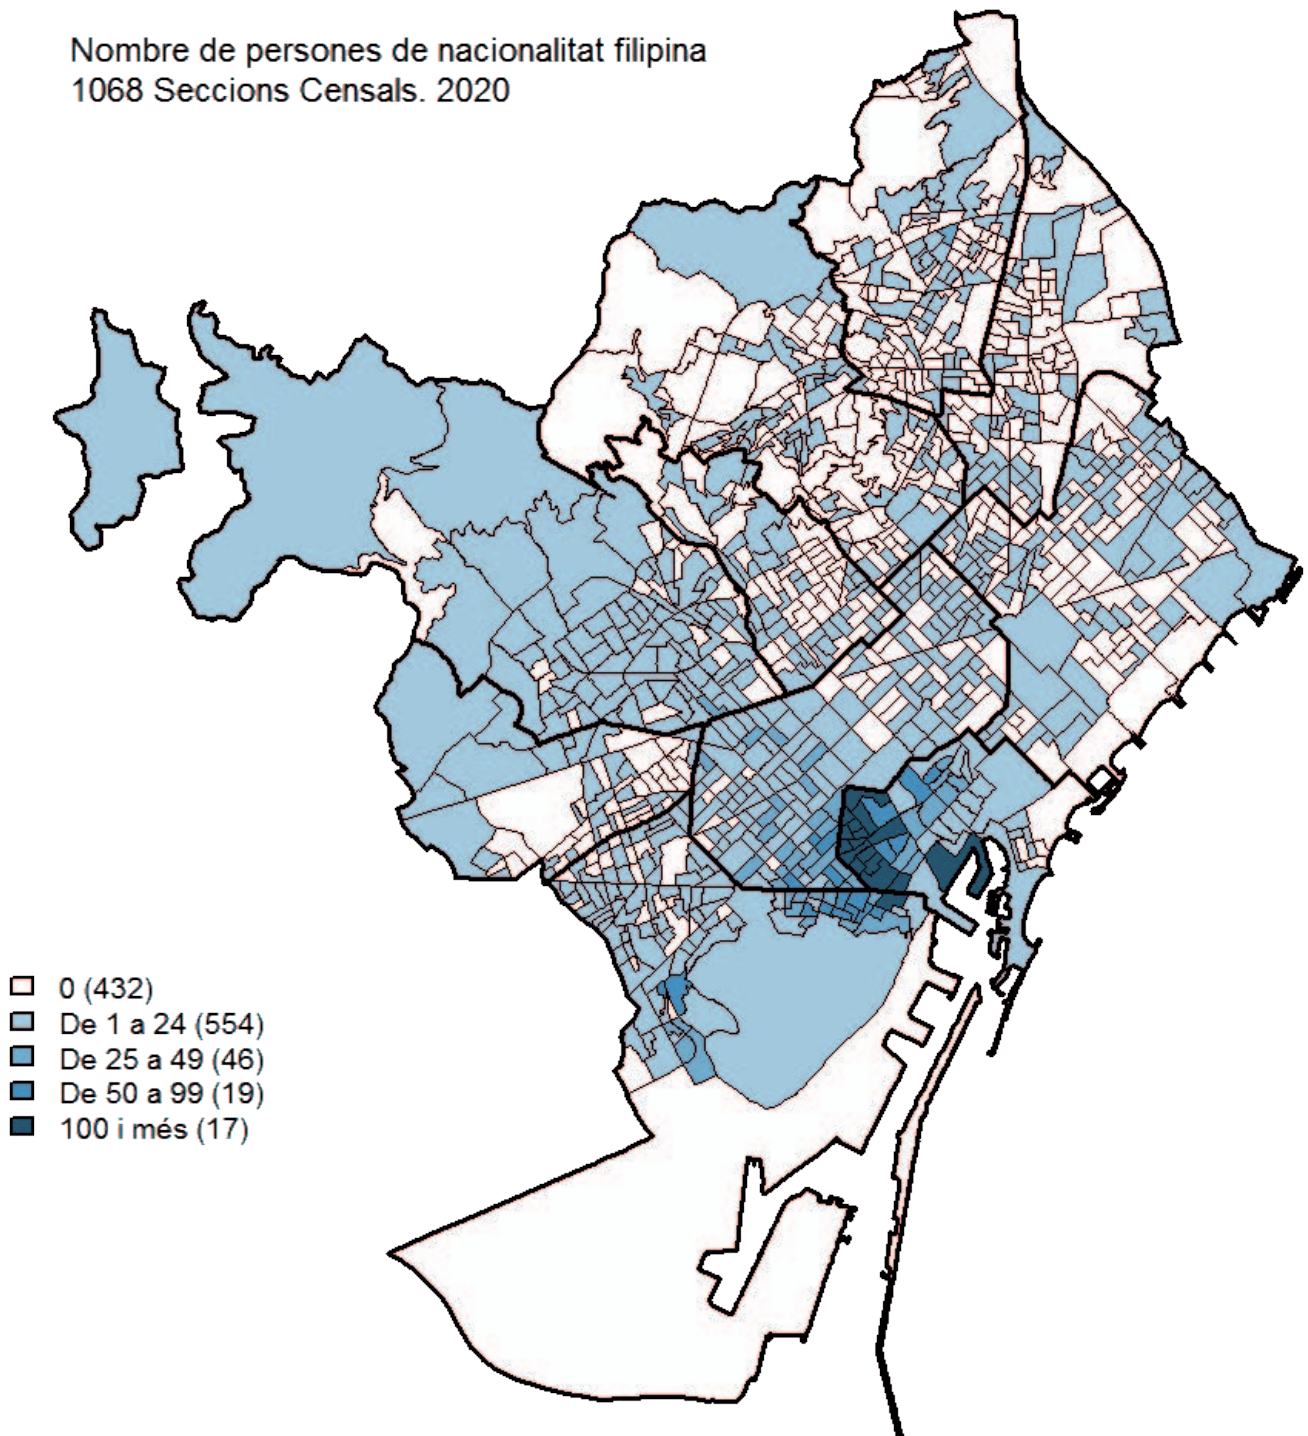 Nombre de persones de nacionalitat filipina
1068 Seccions Censals. 2020
0 (432)
De 1 a 24 (554)
De 25 a 49 (46)
De 50 a 99 (19)
100 i més (17)